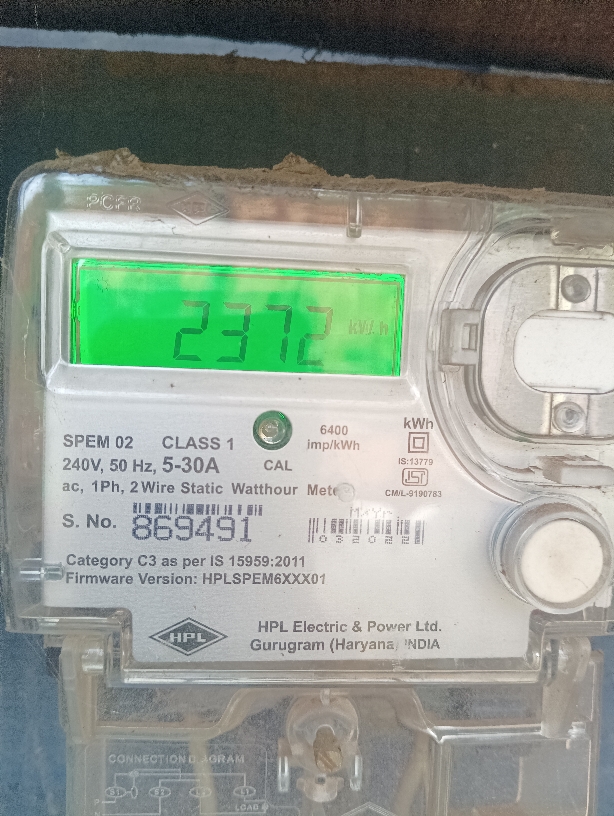 2372 kWh
6400
imp/kWh
kWh
SPEM 02 CLASS 1
IS:13779
240V, 50 Hz, 5-30A
CAL
ISI
CM/L-9190783
ac, 1Ph, 2 Wire Static Watthour Meter
S. No. 869491
Category C3 as per IS 15959:2011
Firmware Version: HPLSPEM6XXX01
HPL
HPL Electric & Power Ltd.
Gurugram (Haryana) INDIA
CONNECTION DIAGRAM